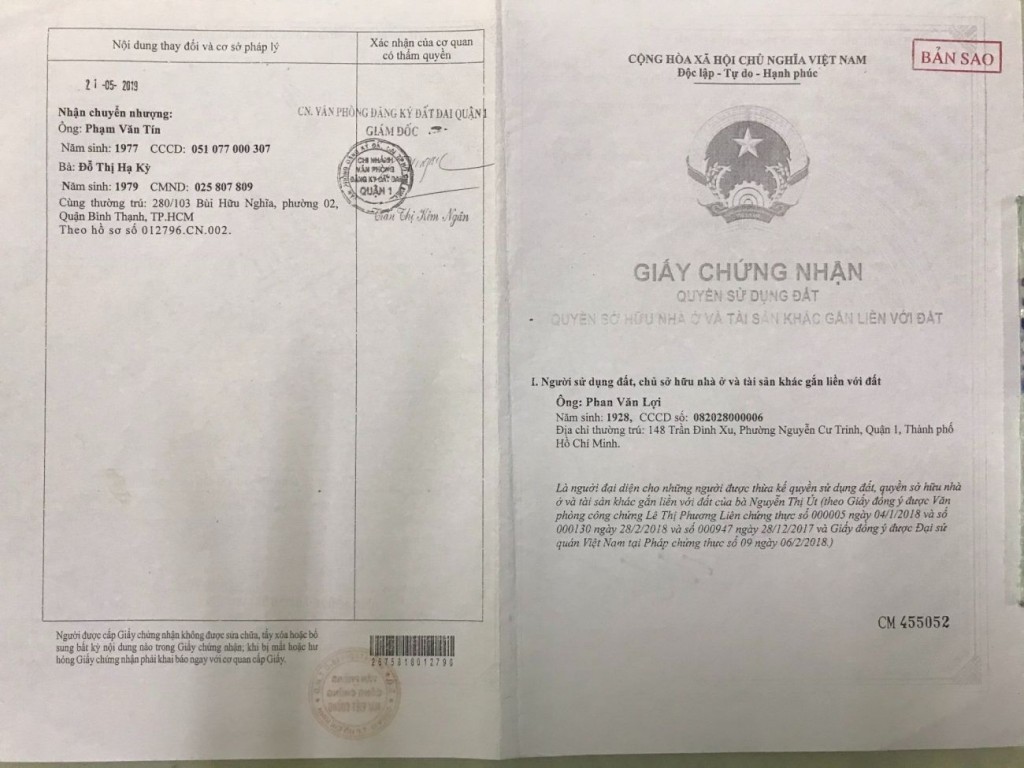 Nội dung thay đổi và cơ sở pháp lý
Xác nhận của cơ quan
có thẩm quyền
21 -05- 2019
Nhận chuyển nhượng:
Ông: Phạm Văn Tín
Năm sinh: 1977 CCCD: 051 077 000 307
Bà: Đỗ Thị Hạ Kỳ
Năm sinh: 1979 CMND: 025 807 809
Cùng thường trú: 280/103 Bùi Hữu Nghĩa, phường 02,
Quận Bình Thạnh, TP.HCM
Theo hồ sơ số 012796.CN.002.
CN. VĂN PHÒNG ĐĂNG KÝ ĐẤT ĐAI QUẬN 1
GIÁM ĐỐC
CHI NHÁNH
VĂN PHÒNG
ĐĂNG KÝ ĐẤT ĐAI
QUẬN 1
Trần Thị Kim Ngân
Người được cấp Giấy chứng nhận không được sửa chữa, tẩy xóa hoặc bổ
sung bất kỳ nội dung nào trong Giấy chứng nhận; khi bị mất hoặc hư
hỏng Giấy chứng nhận phải khai báo ngay với cơ quan cấp Giấy.
BẢN SAO
CỘNG HÒA XÃ HỘI CHỦ NGHĨA VIỆT NAM
Độc lập - Tự do - Hạnh phúc
GIẤY CHỨNG NHẬN
QUYỀN SỬ DỤNG ĐẤT
QUYỀN SỞ HỮU NHÀ Ở VÀ TÀI SẢN KHÁC GẮN LIỀN VỚI ĐẤT
I. Người sử dụng đất, chủ sở hữu nhà ở và tài sản khác gắn liền với đất
Ông: Phan Văn Lợi
Năm sinh: 1928, CCCD số: 082028000006
Địa chỉ thường trú: 148 Trần Đình Xu, Phường Nguyễn Cư Trinh, Quận 1, Thành phố
Hồ Chí Minh.
Là người đại diện cho những người được thừa kế quyền sử dụng đất, quyền sở hữu nhà
ở và tài sản khác gắn liền với đất của bà Nguyễn Thị Út (theo Giấy đồng ý được Văn
phòng công chứng Lê Thị Phương Liên chứng thực số 000005 ngày 04/1/2018 và số
000130 ngày 28/2/2018 và số 000947 ngày 28/12/2017 và Giấy đồng ý được Đại sứ
quán Việt Nam tại Pháp chứng thực số 09 ngày 06/2/2018.)
CM 455052